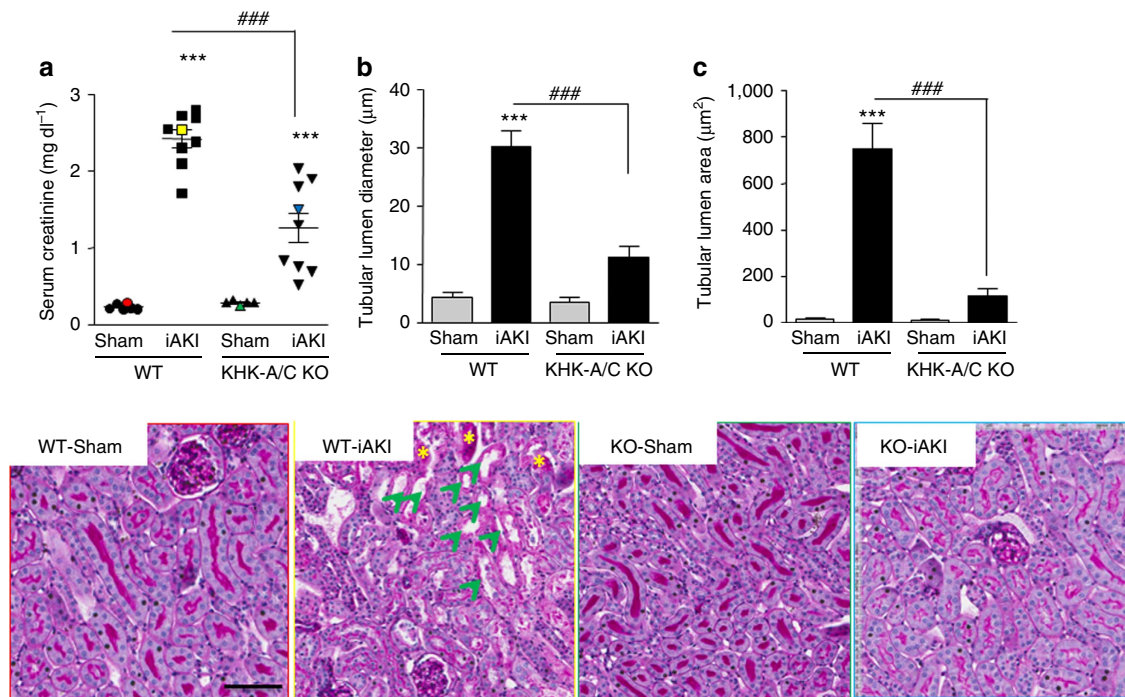 ###
a
***
***
Serum creatinine (mg dl⁻¹)
3
2
1
0
Sham iAKI Sham iAKI
WT KHK-A/C KO
b
###
***
Tubular lumen diameter (μm)
40
30
20
10
0
Sham iAKI Sham iAKI
WT KHK-A/C KO
c
###
***
Tubular lumen area (μm²)
1,000
800
600
400
200
0
Sham iAKI Sham iAKI
WT KHK-A/C KO
WT-Sham
WT-iAKI
* * *
KO-Sham
KO-iAKI